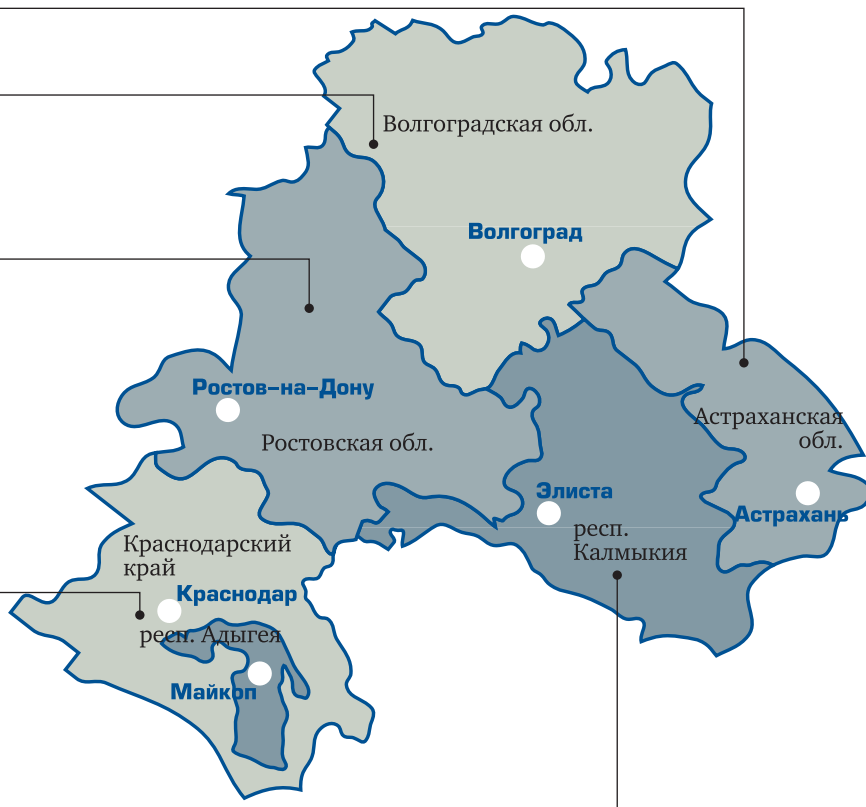 Волгоградская обл.
Волгоград
Ростов-на-Дону
Ростовская обл.
Астраханская
обл.
Элиста
Астрахань
респ.
Калмыкия
Краснодарский
край
Краснодар
респ. Адыгея
Майкоп